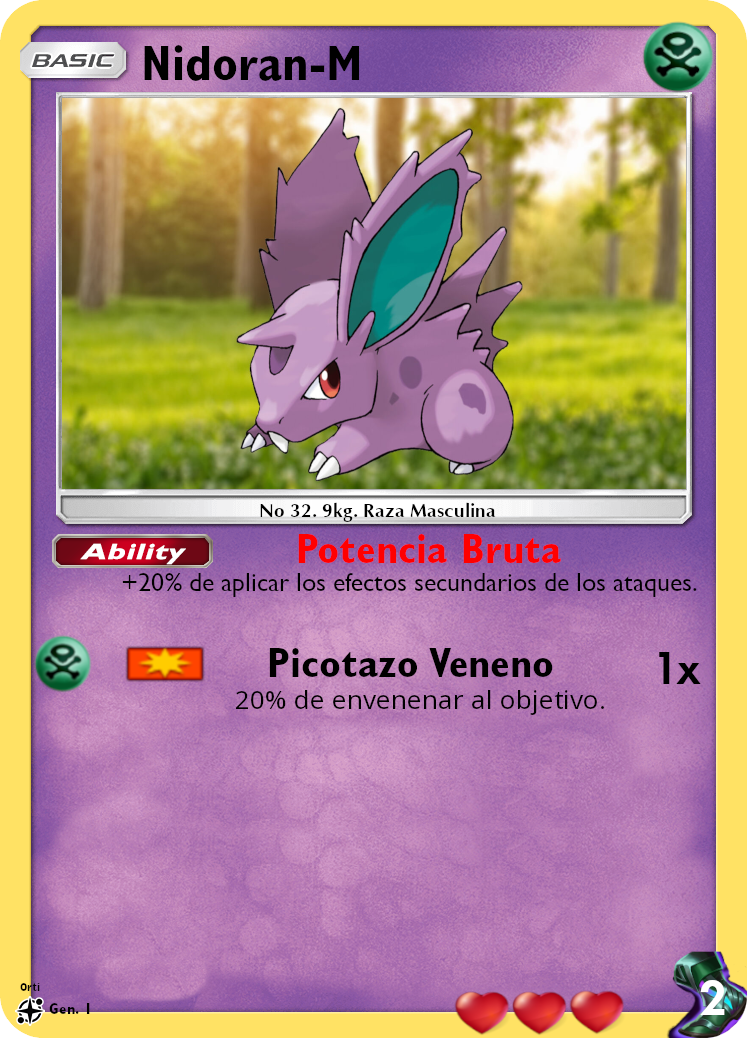 BASIC
Nidoran-M
No 32. 9kg. Raza Masculina
Ability
Potencia Bruta
+20% de aplicar los efectos secundarios de los ataques.
Picotazo Veneno
1x
20% de envenenar al objetivo.
Orti
Gen. 1
2